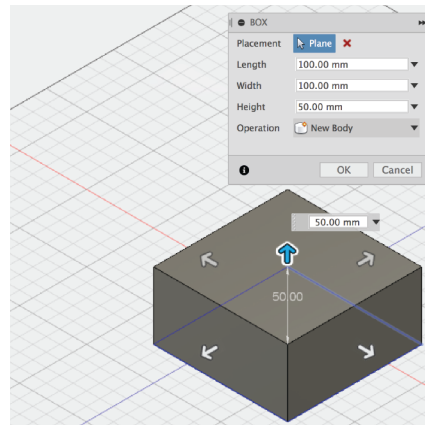 BOX
Placement Plane
Length 100.00 mm
Width 100.00 mm
Height 50.00 mm
Operation New Body
OK Cancel
50.00 mm
50.00